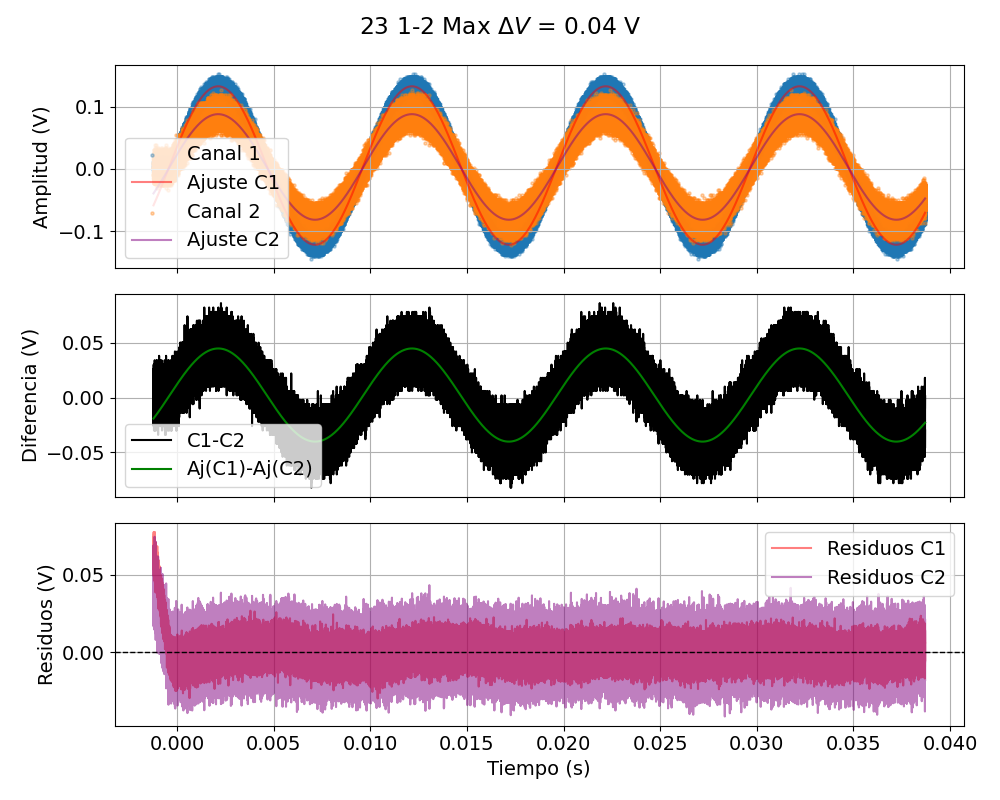 23 1-2 Max ΔV = 0.04 V
Amplitud (V)
0.1
0.0
−0.1
Canal 1
Ajuste C1
Canal 2
Ajuste C2
Diferencia (V)
0.05
0.00
−0.05
C1-C2
Aj(C1)-Aj(C2)
Residuos (V)
0.05
0.00
Residuos C1
Residuos C2
0.000 0.005 0.010 0.015 0.020 0.025 0.030 0.035 0.040
Tiempo (s)